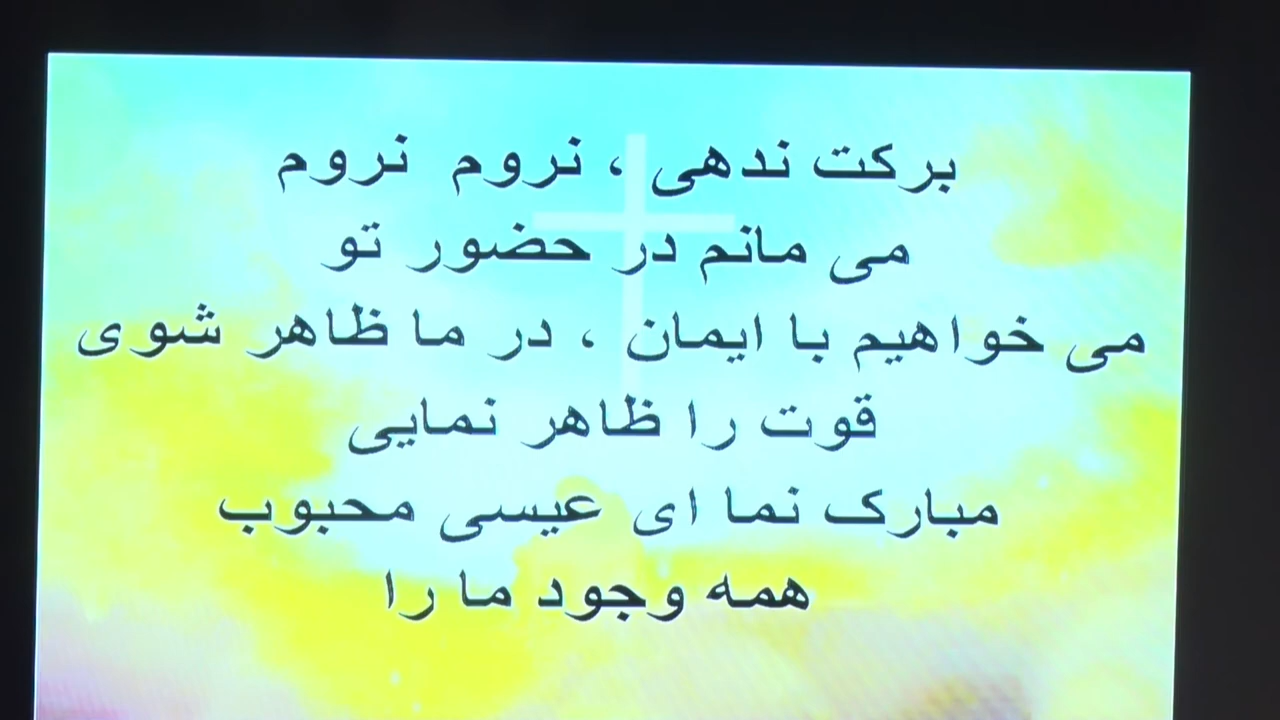 برکت ندهی ، نروم نروم
می مانم در حضور تو
می خواهیم با ایمان ، در ما ظاهر شوی
قوت را ظاهر نمایی
مبارک نما ای عیسی محبوب
همه وجود ما را